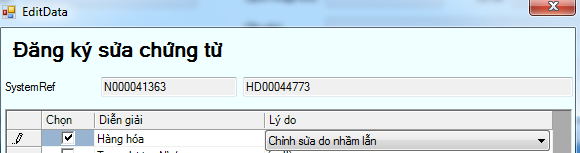 EditData
Đăng ký sửa chứng từ
SystemRef N000041363 HD00044773
Chọn Diễn giải Lý do
Hàng hóa Chỉnh sửa do nhầm lẫn